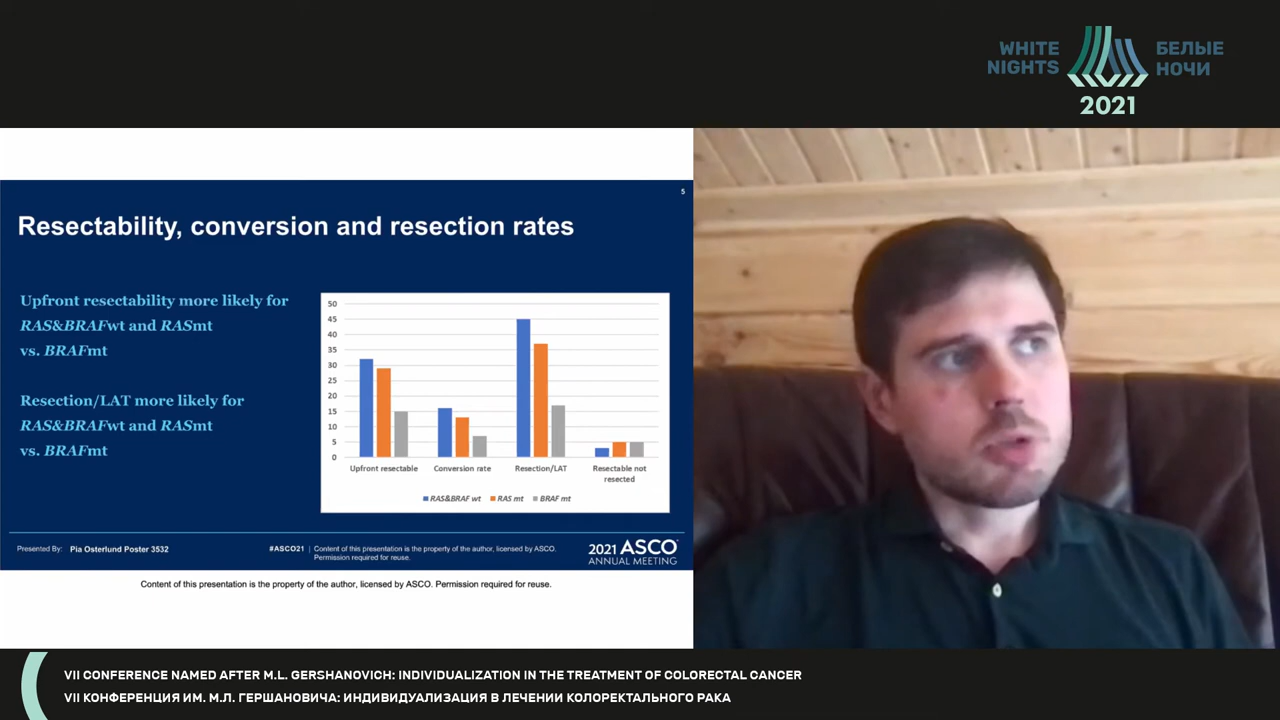 WHITE
NIGHTS
БЕЛЫЕ
НОЧИ
2021
5
Resectability, conversion and resection rates
Upfront resectability more likely for
RAS&BRAFwt and RASmt
vs. BRAFmt
Resection/LAT more likely for
RAS&BRAFwt and RASmt
vs. BRAFmt
50
45
40
35
30
25
20
15
10
5
0
Upfront resectable
Conversion rate
Resection/LAT
Resectable not
resected
RAS&BRAF wt
RAS mt
BRAF mt
Presented By: Pia Osterlund Poster 3532
#ASCO21
Content of this presentation is the property of the author, licensed by ASCO.
Permission required for reuse.
2021 ASCO
ANNUAL MEETING
Content of this presentation is the property of the author, licensed by ASCO. Permission required for reuse.
VII CONFERENCE NAMED AFTER M.L. GERSHANOVICH: INDIVIDUALIZATION IN THE TREATMENT OF COLORECTAL CANCER
VII КОНФЕРЕНЦИЯ ИМ. М.Л. ГЕРШАНОВИЧА: ИНДИВИДУАЛИЗАЦИЯ В ЛЕЧЕНИИ КОЛОРЕКТАЛЬНОГО РАКА